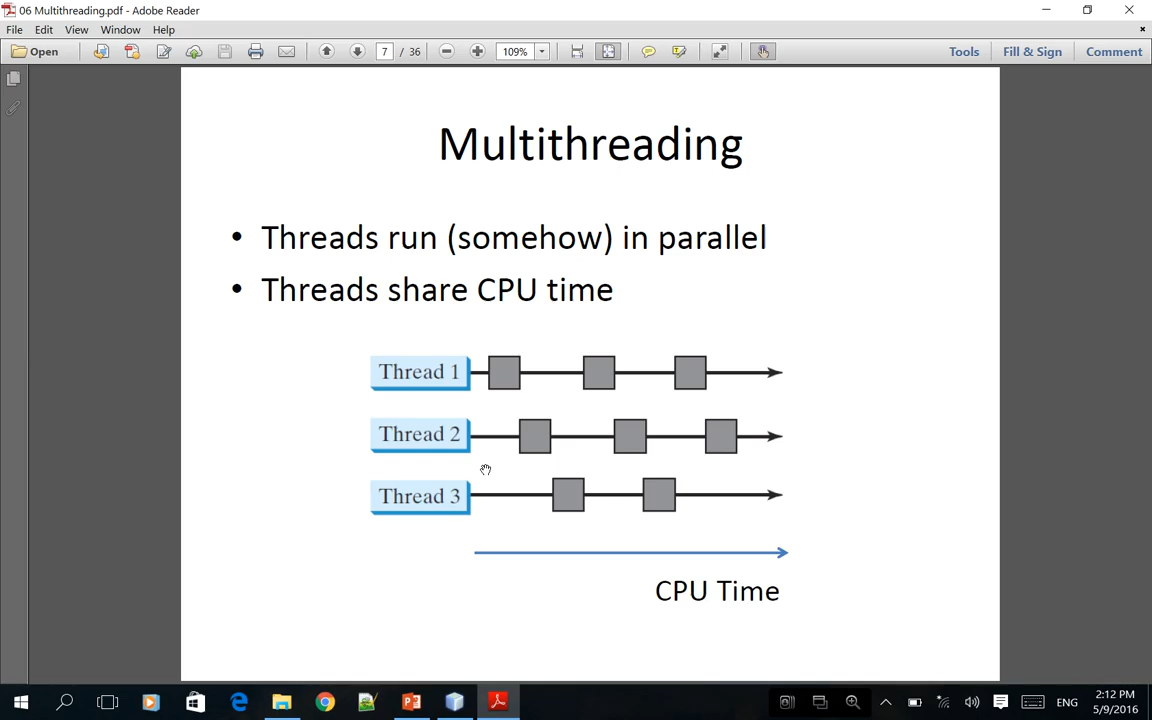 06 Multithreading.pdf - Adobe Reader
File Edit View Window Help
Open 7 / 36 109% Tools Fill & Sign Comment
Multithreading
• Threads run (somehow) in parallel
• Threads share CPU time
Thread 1
Thread 2
Thread 3
CPU Time
ENG 2:12 PM
5/9/2016